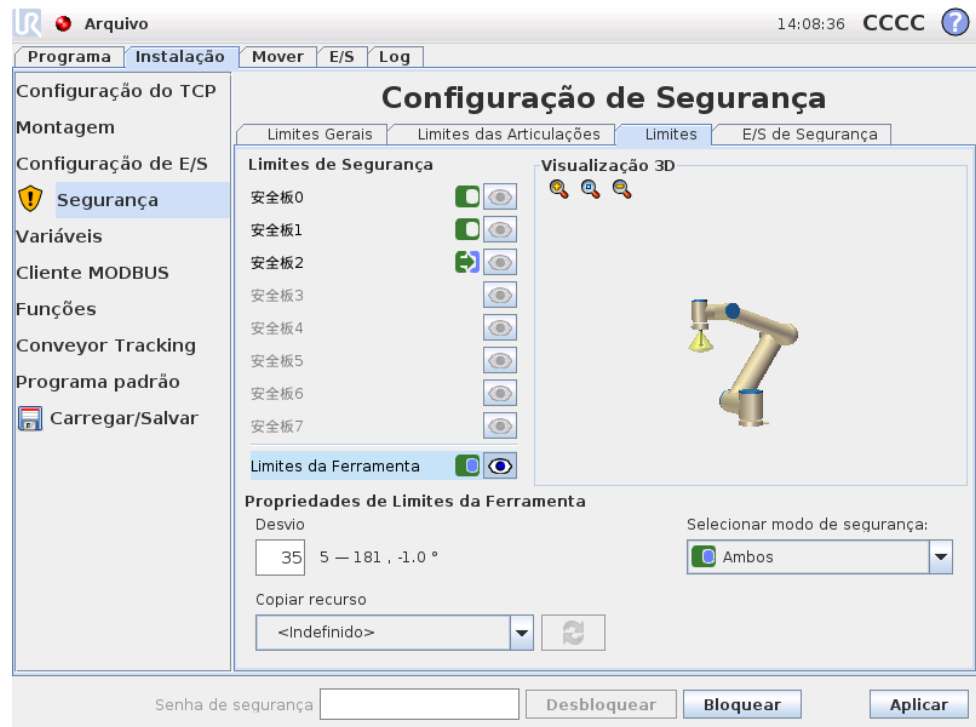 UR Arquivo 14:08:36 CCCC ?
Programa Instalação Mover E/S Log
Configuração do TCP
Montagem
Configuração de E/S
Segurança
Variáveis
Cliente MODBUS
Funções
Conveyor Tracking
Programa padrão
Carregar/Salvar
Configuração de Segurança
Limites Gerais Limites das Articulações Limites E/S de Segurança
Limites de Segurança
安全板0
安全板1
安全板2
安全板3
安全板4
安全板5
安全板6
安全板7
Limites da Ferramenta
Visualização 3D
Propriedades de Limites da Ferramenta
Desvio
35 5 — 181 , -1.0 °
Selecionar modo de segurança:
Ambos
Copiar recurso
<Indefinido>
Senha de segurança Desbloquear Bloquear Aplicar